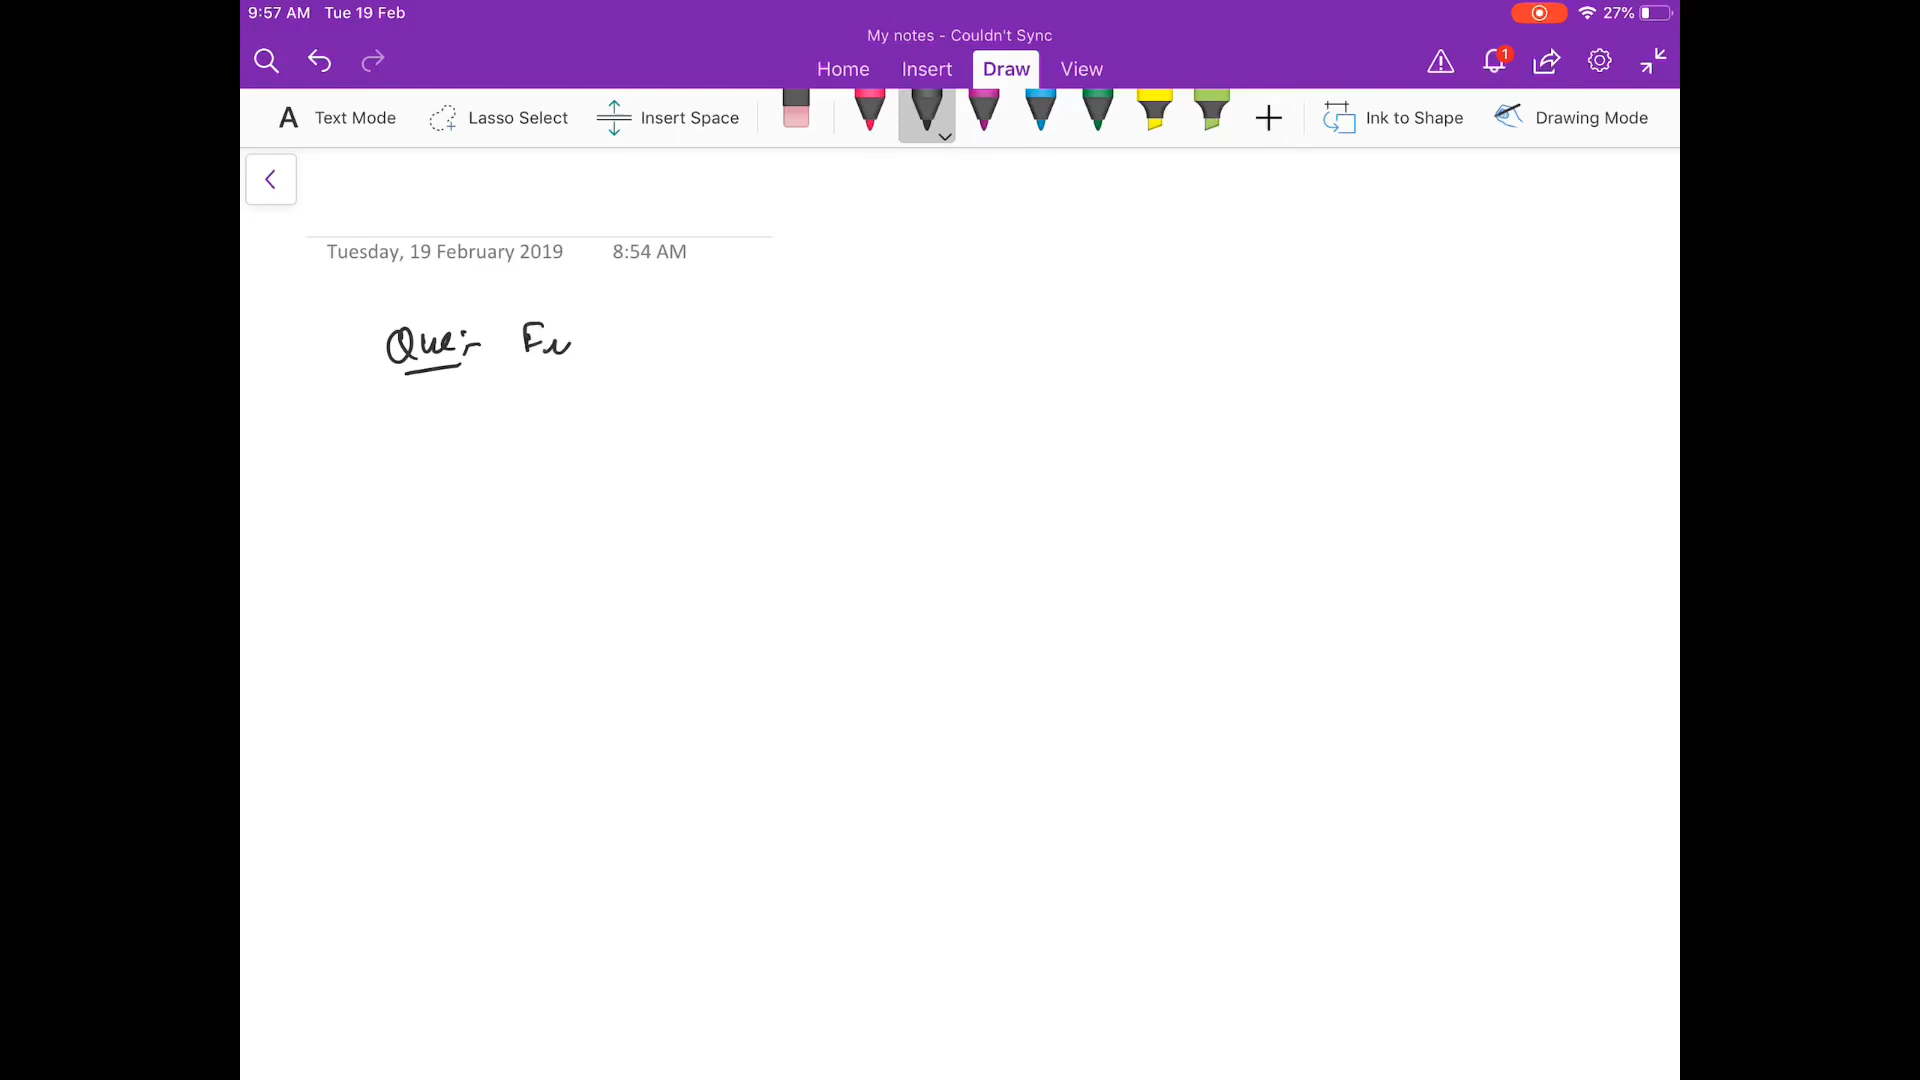 9:57 AM Tue 19 Feb 27%
My notes - Couldn't Sync
Home Insert Draw View 1
A Text Mode Lasso Select Insert Space Ink to Shape Drawing Mode
Tuesday, 19 February 2019 8:54 AM
Que:-